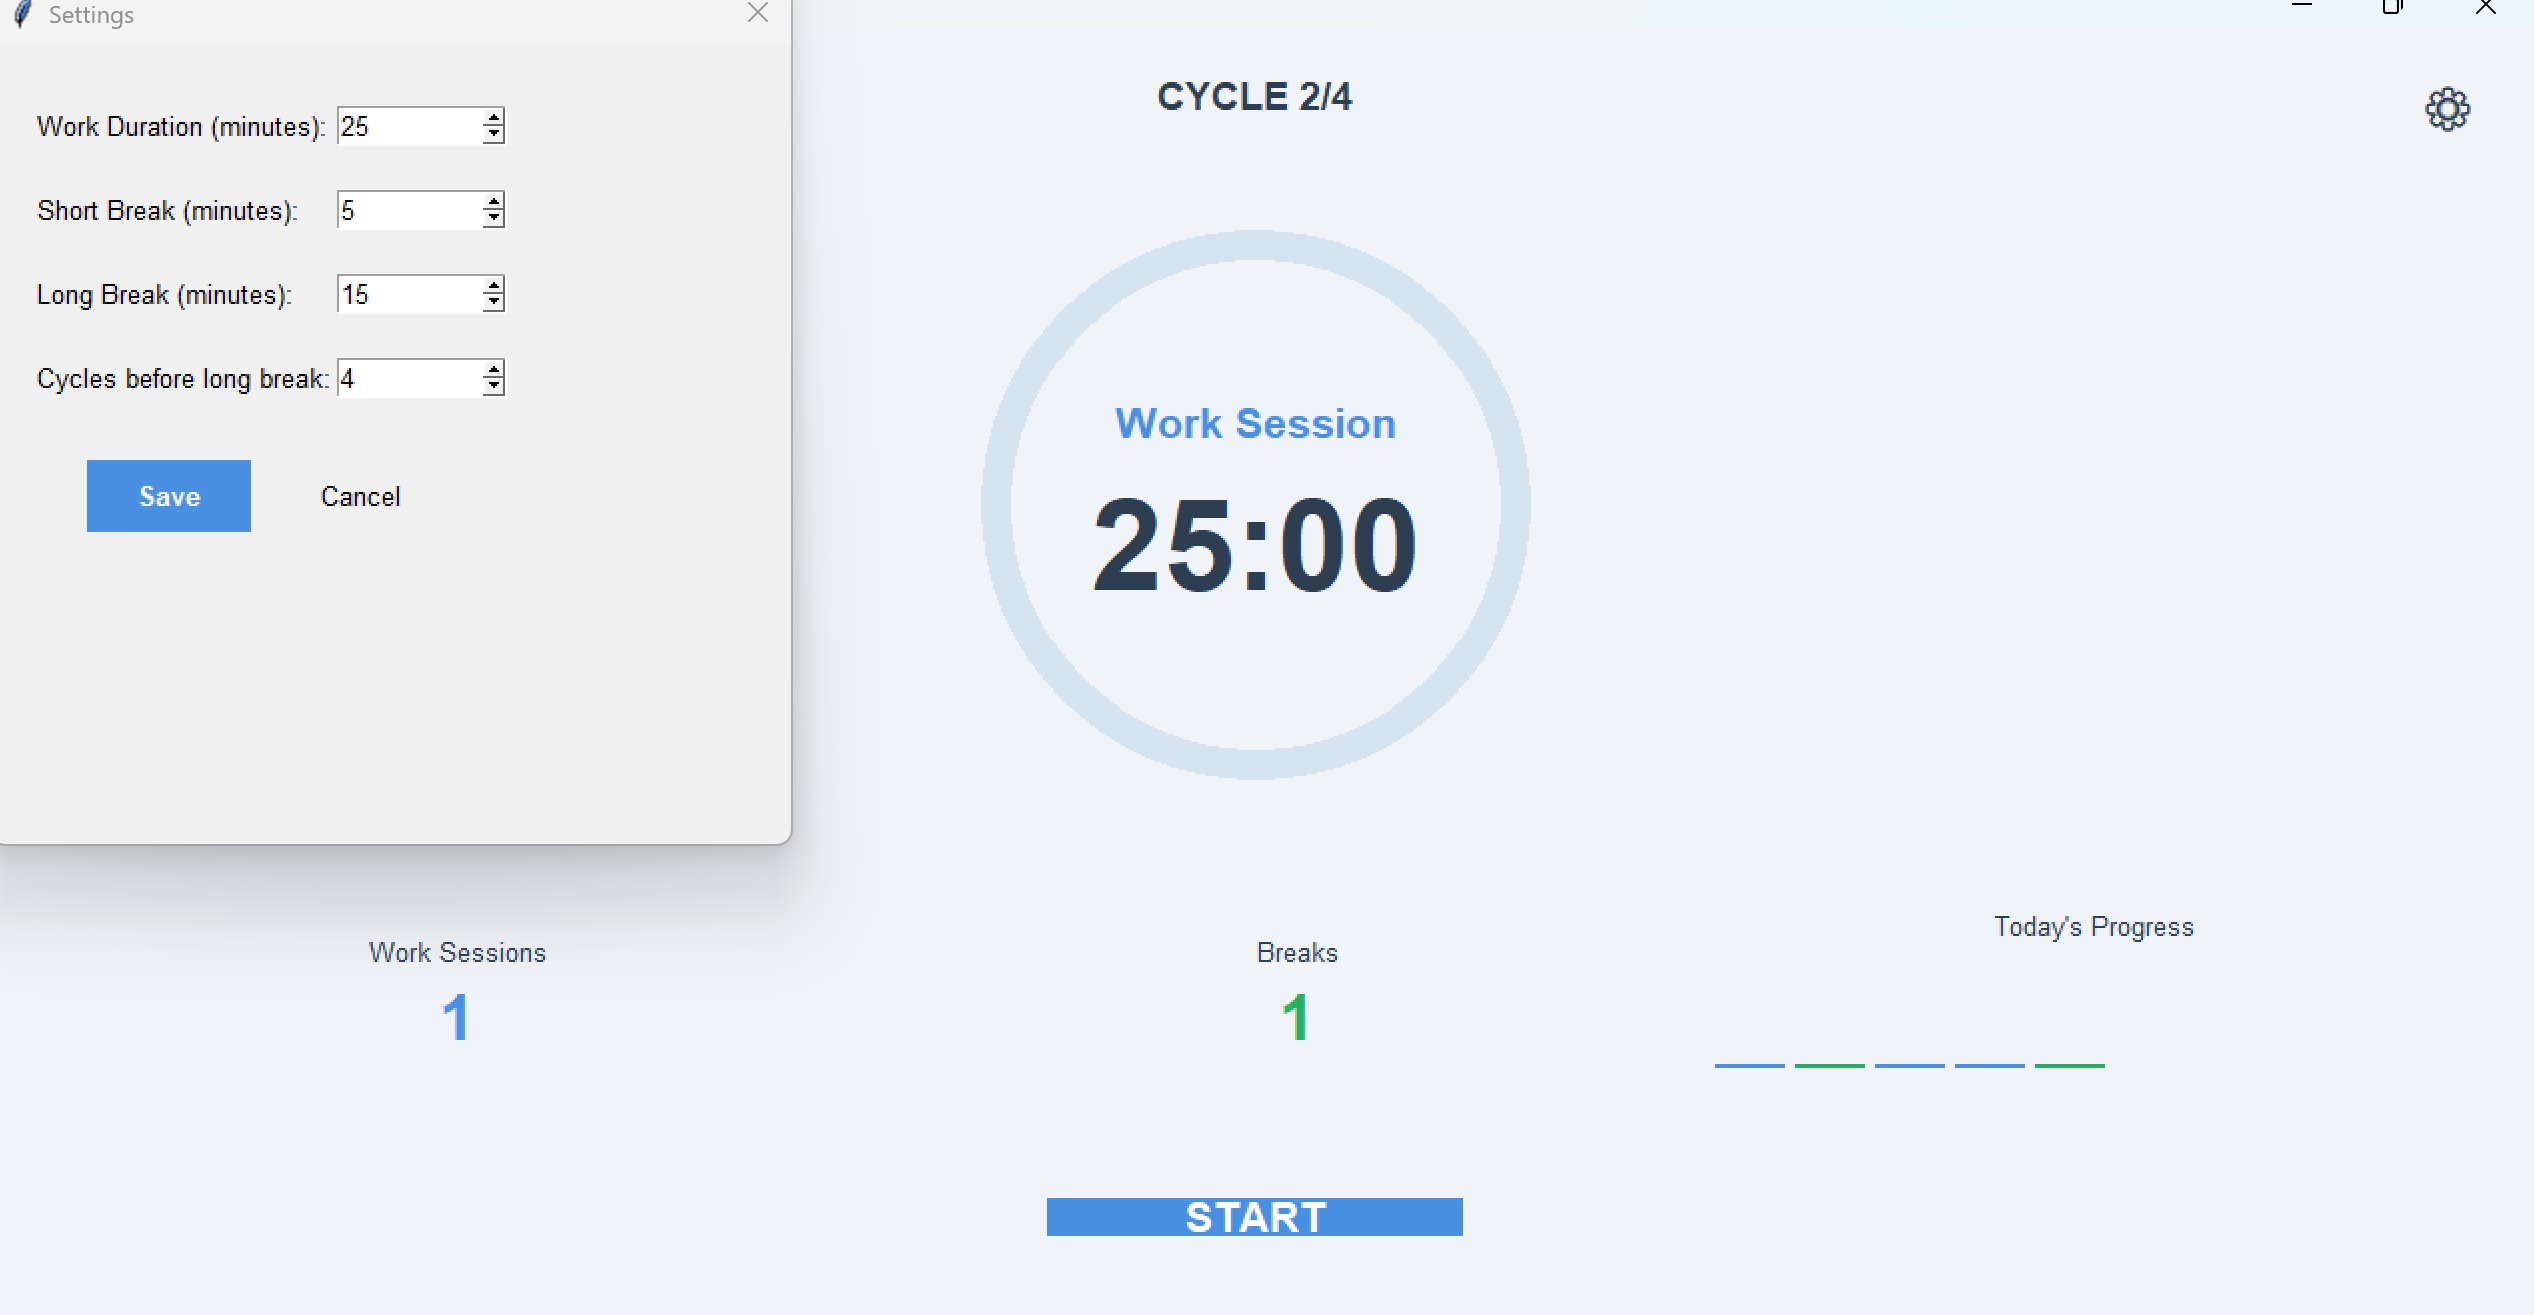 Settings
Work Duration (minutes): 25
Short Break (minutes): 5
Long Break (minutes): 15
Cycles before long break: 4
Save
Cancel
CYCLE 2/4
Work Session
25:00
Work Sessions
1
Breaks
1
Today's Progress
START